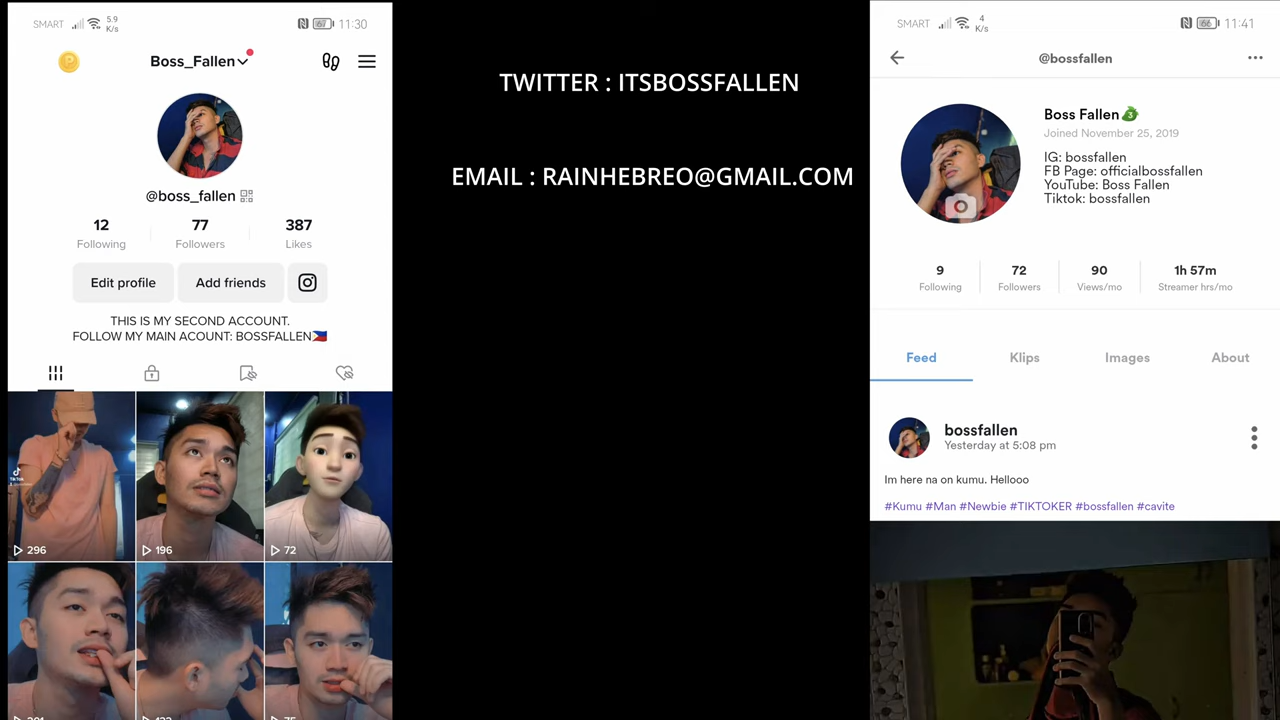 SMART 5.9 K/s 67 11:30
Boss_Fallen
@boss_fallen
12 77 387
Following Followers Likes
Edit profile Add friends
THIS IS MY SECOND ACCOUNT.
FOLLOW MY MAIN ACOUNT: BOSSFALLEN🇵🇭
TikTok
296 196 72
TWITTER : ITSBOSSFALLEN
EMAIL : RAINHEBREO@GMAIL.COM
SMART 4 K/s 66 11:41
@bossfallen
Boss Fallen 3
Joined November 25, 2019
IG: bossfallen
FB Page: officialbossfallen
YouTube: Boss Fallen
Tiktok: bossfallen
9 72 90 1h 57m
Following Followers Views/mo Streamer hrs/mo
Feed Klips Images About
bossfallen
Yesterday at 5:08 pm
Im here na on kumu. Hellooo
#Kumu #Man #Newbie #TIKTOKER #bossfallen #cavite